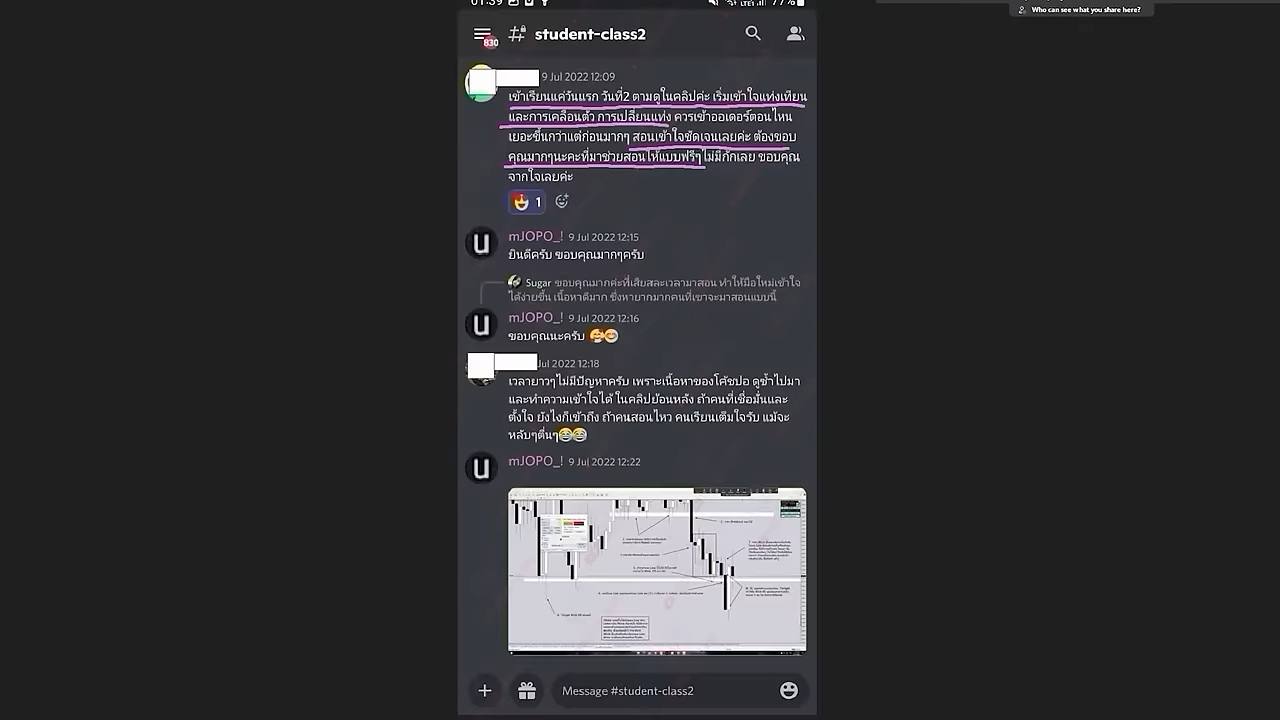 01:39
77%
Who can see what you share here?
830
student-class2
9 Jul 2022 12:09
เข้าเรียนแค่วันแรก วันที่2 ตามดูในคลิปค่ะ เริ่มเข้าใจแท่งเทียน
และการเคลื่อนตัว การเปลี่ยนแท่ง ควรเข้าออเดอร์ตอนไหน
เยอะขึ้นกว่าแต่ก่อนมากๆ สอนเข้าใจชัดเจนเลยค่ะ ต้องขอบ
คุณมากๆนะคะที่มาช่วยสอนให้แบบฟรีๆไม่มีกั๊กเลย ขอบคุณ
จากใจเลยค่ะ
1
mJOPO_! 9 Jul 2022 12:15
ยินดีครับ ขอบคุณมากๆครับ
Sugar ขอบคุณมากค่ะที่เสียสละเวลามาสอน ทำให้มือใหม่เข้าใจ
ได้ง่ายขึ้น เนื้อหาดีมาก ซึ่งหายากมากคนที่เขาจะมาสอนแบบนี้
mJOPO_! 9 Jul 2022 12:16
ขอบคุณนะครับ 🥰😊
Jul 2022 12:18
เวลายาวๆไม่มีปัญหาครับ เพราะเนื้อหาของโค้ชปอ ดูซ้ำไปมา
และทำความเข้าใจได้ ในคลิปย้อนหลัง ถ้าคนที่เชื่อมั่นและ
ตั้งใจ ยังไงก็เข้าถึง ถ้าคนสอนไหว คนเรียนเต็มใจรับ แม้จะ
หลับๆตื่นๆ😂😂
mJOPO_! 9 Jul 2022 12:22
Message #student-class2